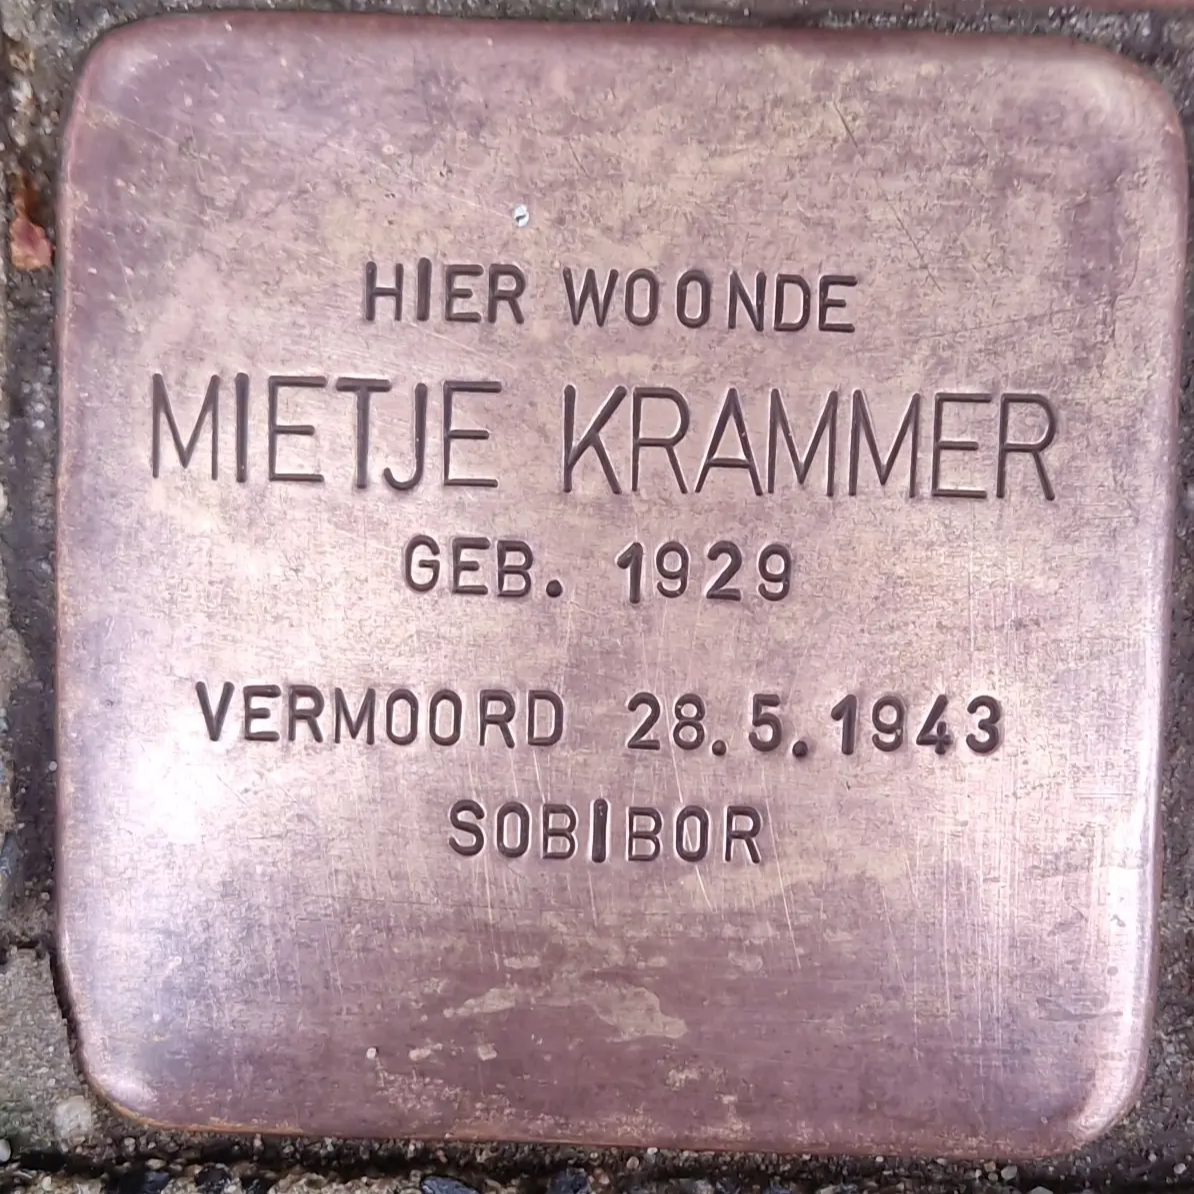 HIER WOONDE
MIETJE KRAMMER
GEB. 1929
VERMOORD 28.5.1943
SOBIBOR